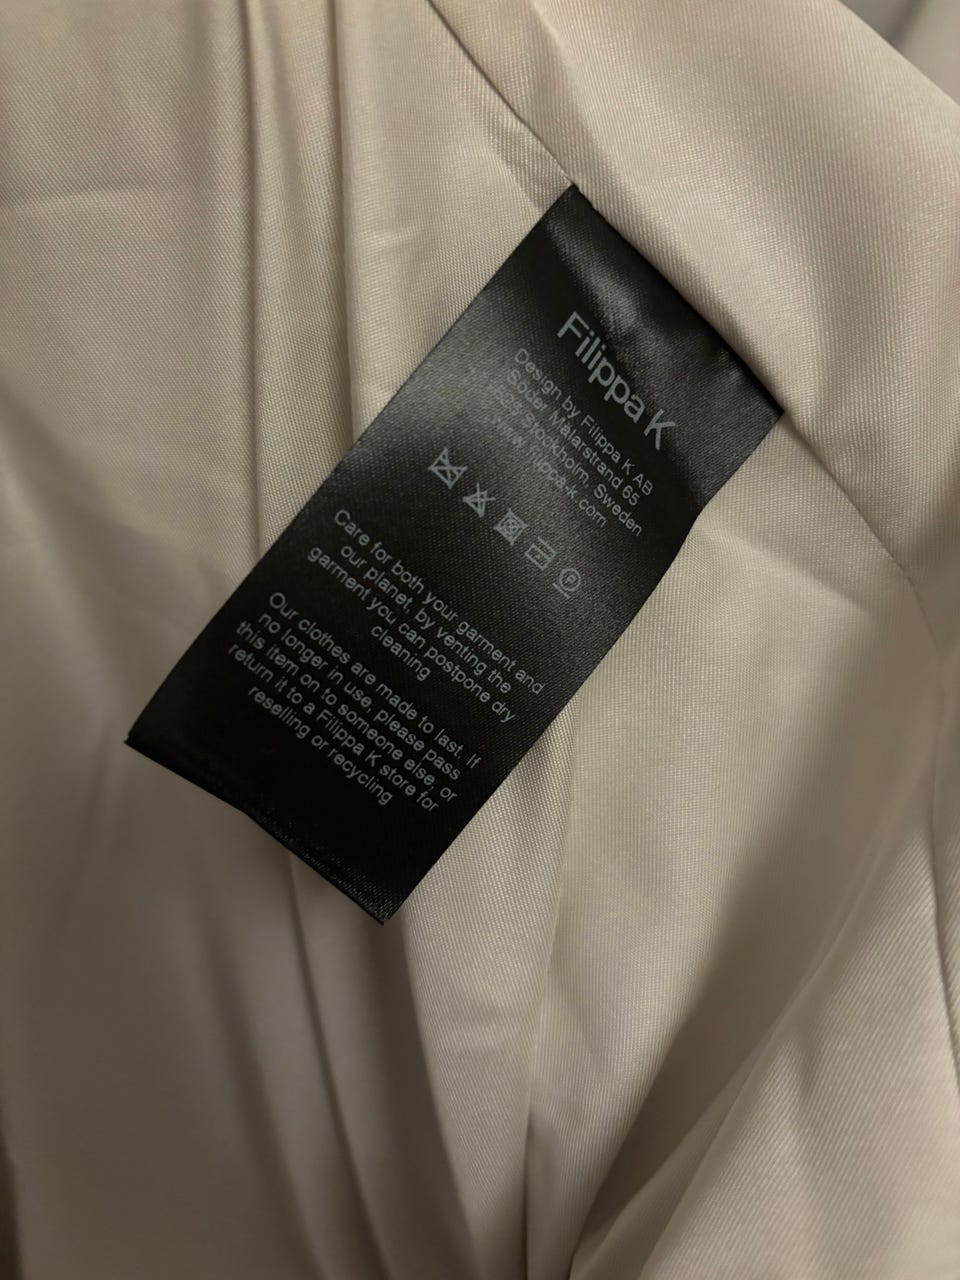 Filippa K
Design by Filippa K AB
Söder Mälarstrand 65
Stockholm, Sweden
www.filippa-k.com
P
Care for both your garment and
our planet, by venting the
garment you can postpone dry
cleaning
Our clothes are made to last. If
no longer in use, please pass
this item on to someone else, or
return it to a Filippa K store for
reselling or recycling